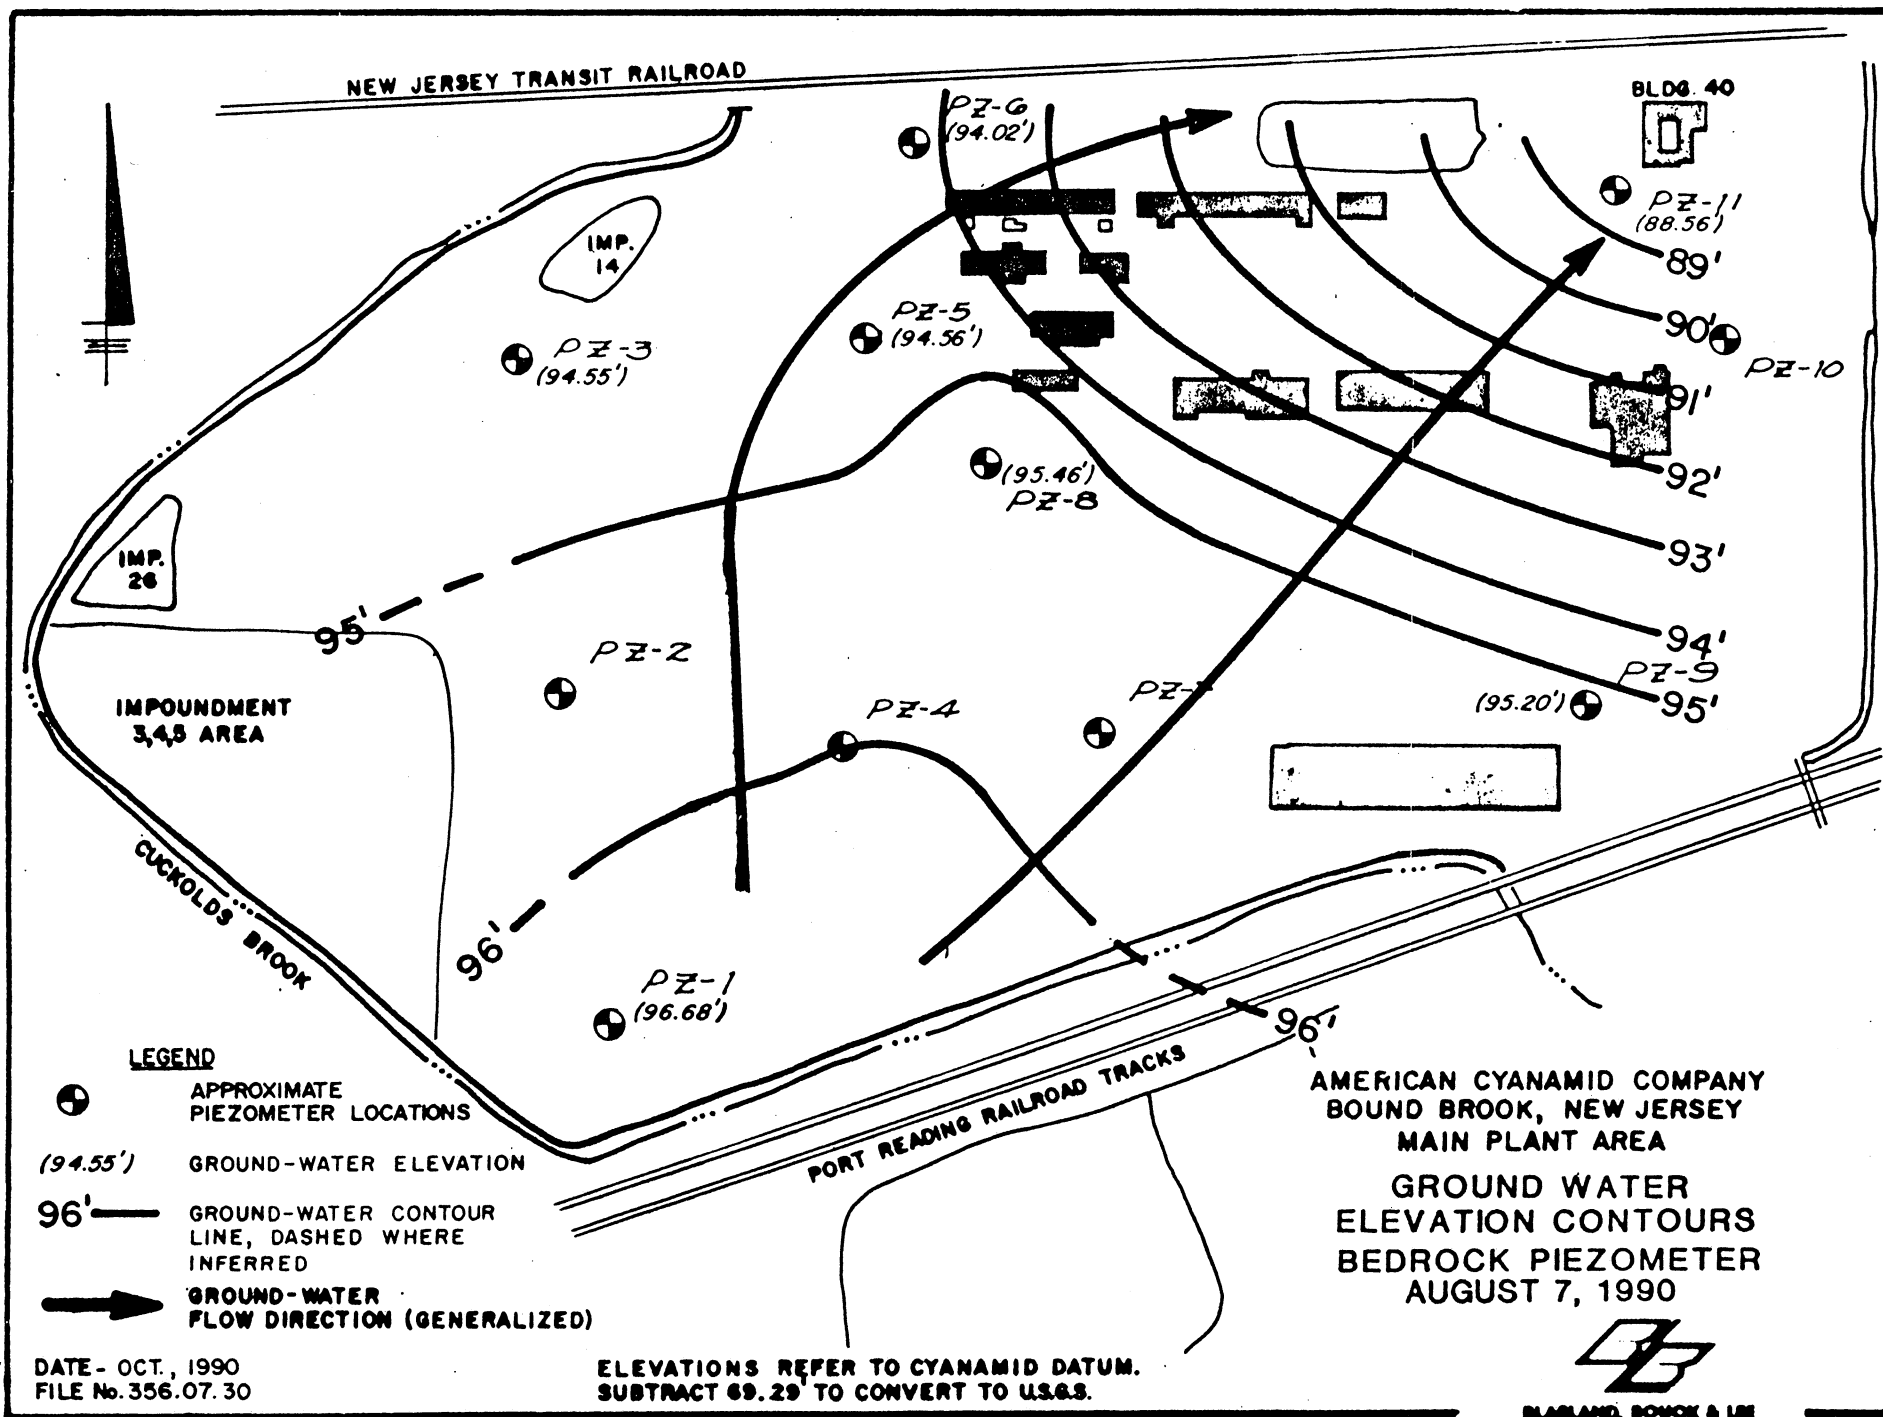 NEW JERSEY TRANSIT RAILROAD
BLDG. 40
PZ-6
(94.02')
PZ-11
(88.56)
IMP.
14
89'
PZ-5
(94.56')
90'
PZ-3
(94.55')
PZ-10
91'
(95.46')
PZ-8
92'
IMP.
26
93'
95'
PZ-2
94'
PZ-9
(95.20')
95'
PZ-7
PZ-4
IMPOUNDMENT
3,4,5 AREA
CUCKOLDS BROOK
96'
PZ-1
(96.68')
96'
PORT READING RAILROAD TRACKS
LEGEND
APPROXIMATE
PIEZOMETER LOCATIONS
(94.55') GROUND-WATER ELEVATION
96' GROUND-WATER CONTOUR
LINE, DASHED WHERE
INFERRED
GROUND-WATER
FLOW DIRECTION (GENERALIZED)
AMERICAN CYANAMID COMPANY
BOUND BROOK, NEW JERSEY
MAIN PLANT AREA
GROUND WATER
ELEVATION CONTOURS
BEDROCK PIEZOMETER
AUGUST 7, 1990
DATE- OCT., 1990
FILE No. 356.07.30
ELEVATIONS REFER TO CYANAMID DATUM.
SUBTRACT 69.29' TO CONVERT TO U.S.G.S.
& LEE